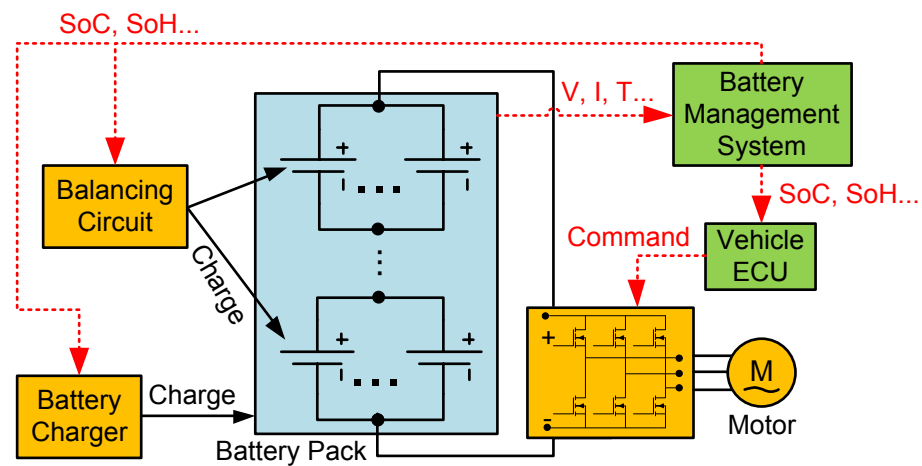 SoC, SoH...
Battery
Management
System
V, I, T...
Balancing
Circuit
SoC, SoH...
Vehicle
ECU
Command
Charge
Battery
Charger
Charge
Battery Pack
M
Motor
+
+
+
+
+
-